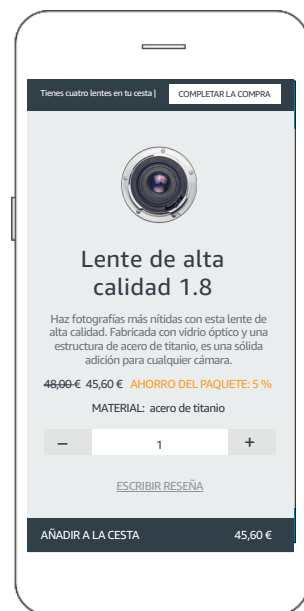 Tienes cuatro lentes en tu cesta |
COMPLETAR LA COMPRA
Lente de alta
calidad 1.8
Haz fotografías más nítidas con esta lente de
alta calidad. Fabricada con vidrio óptico y una
estructura de acero de titanio, es una sólida
adición para cualquier cámara.
48,00 € 45,60 € AHORRO DEL PAQUETE: 5 %
MATERIAL: acero de titanio
– 1 +
ESCRIBIR RESEÑA
AÑADIR A LA CESTA 45,60 €